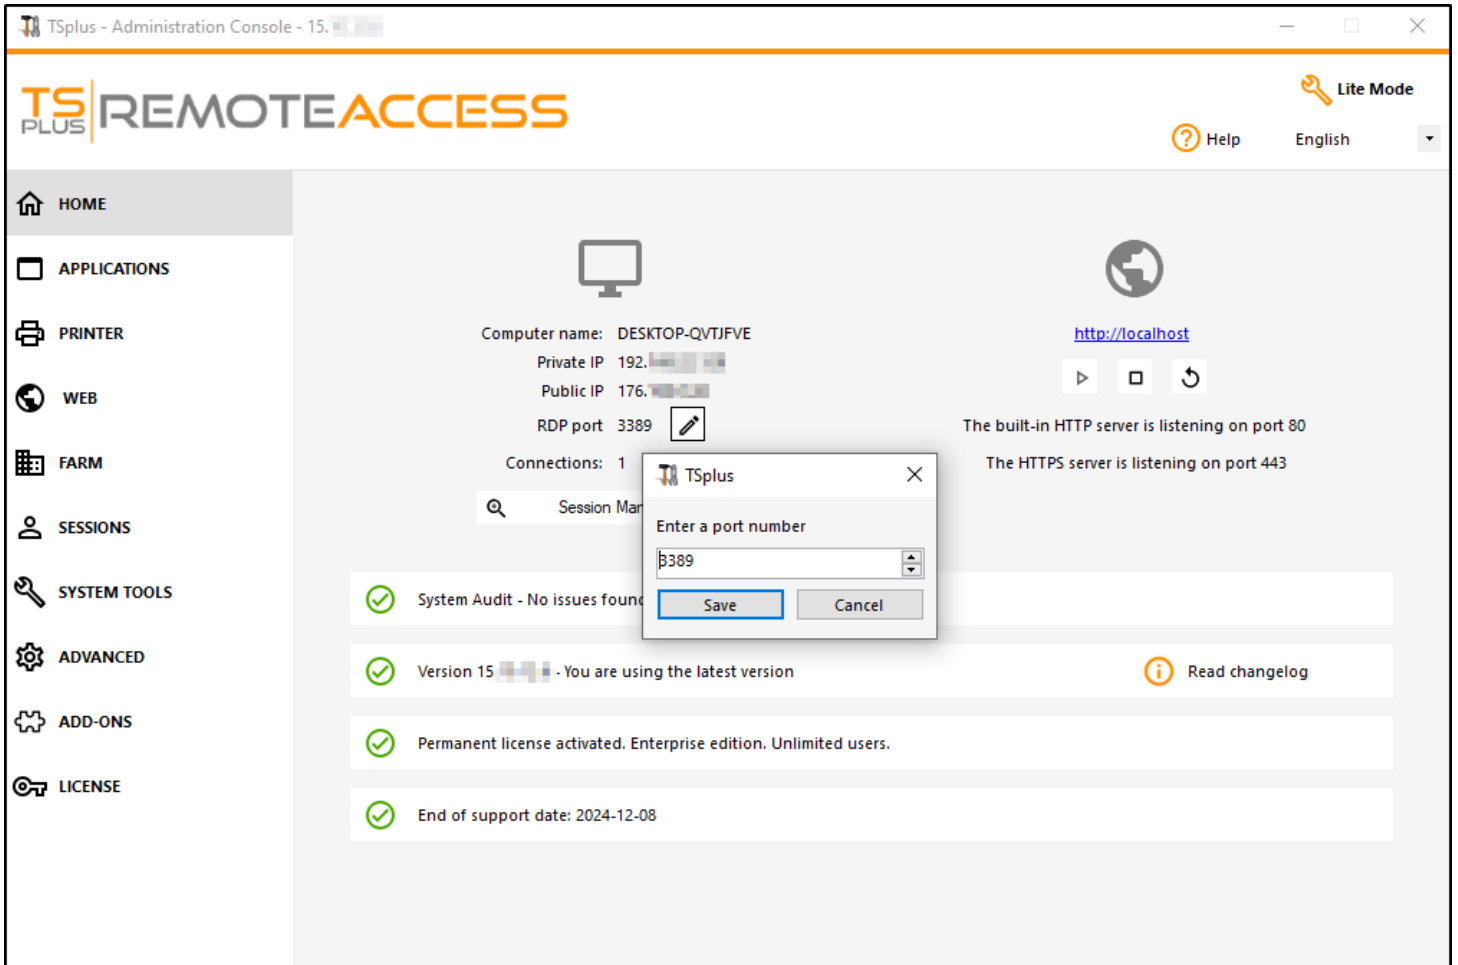 TSplus - Administration Console - 15.
TS PLUS REMOTEACCESS
Lite Mode
Help
English
HOME
APPLICATIONS
PRINTER
WEB
FARM
SESSIONS
SYSTEM TOOLS
ADVANCED
ADD-ONS
LICENSE
Computer name: DESKTOP-QVTJFVE
Private IP 192.
Public IP 176.
RDP port 3389
Connections: 1
Session Mar
http://localhost
The built-in HTTP server is listening on port 80
The HTTPS server is listening on port 443
TSplus
Enter a port number
3389
Save
Cancel
System Audit - No issues found
Version 15 - You are using the latest version
Read changelog
Permanent license activated. Enterprise edition. Unlimited users.
End of support date: 2024-12-08